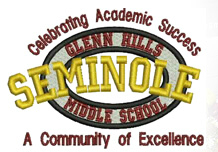 Celebrating Academic Success
GLENN HILLS
SEMINOLE
MIDDLE SCHOOL
A Community of Excellence